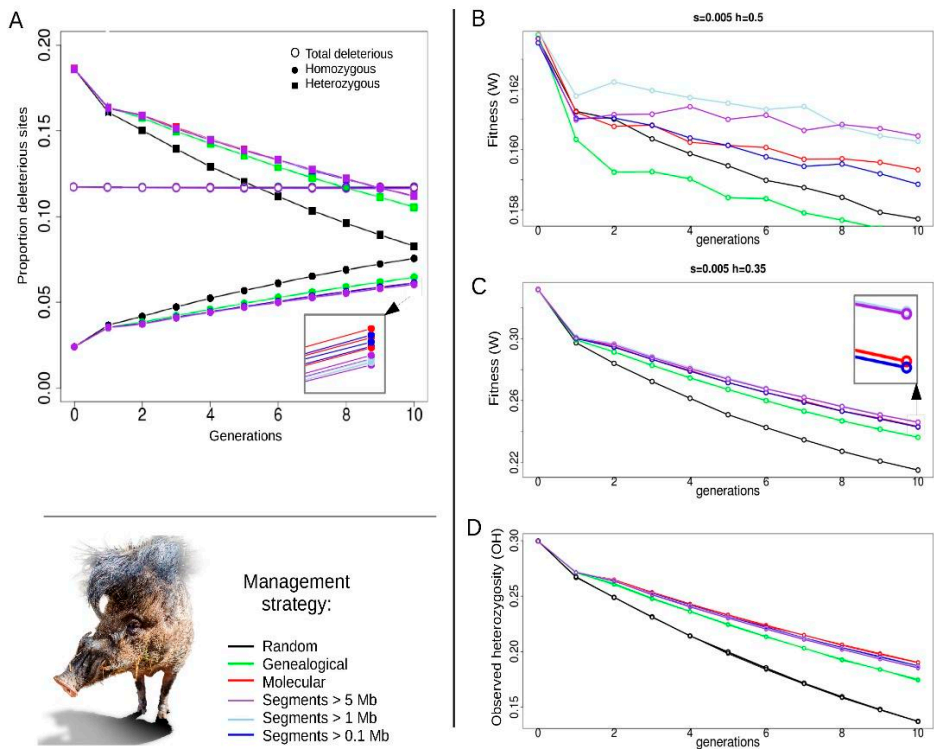 A
0.20
0.15
0.10
0.05
0.00
Proportion deleterious sites
Total deleterious
Homozygous
Heterozygous
0 2 4 6 8 10
Generations
Management
strategy:
Random
Genealogical
Molecular
Segments > 5 Mb
Segments > 1 Mb
Segments > 0.1 Mb
B
s=0.005 h=0.5
0.162
0.160
0.158
Fitness (W)
0 2 4 6 8 10
generations
C
s=0.005 h=0.35
0.30
0.26
0.22
Fitness (W)
0 2 4 6 8 10
generations
D
0.30
0.25
0.20
0.15
Observed heterozygosity (OH)
0 2 4 6 8 10
generations